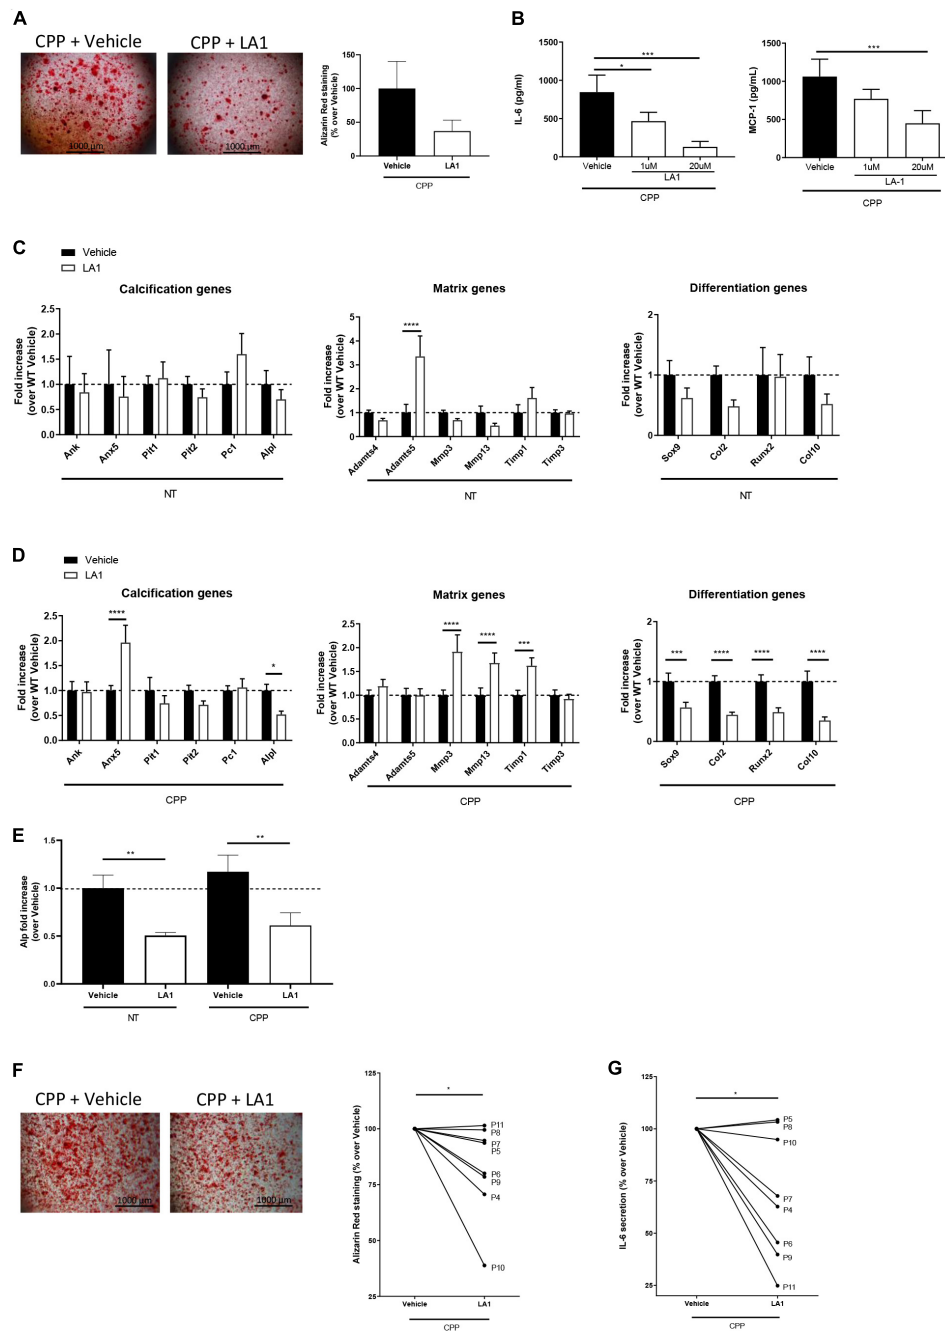 A
CPP + Vehicle
CPP + LA1
1000 µm
1000 µm
Alizarin Red staining
(% over Vehicle)
150
100
50
0
Vehicle
LA1
CPP
B
IL-6 (pg/ml)
1500
1000
500
0
*
***
Vehicle
1uM
20uM
LA1
CPP
MCP-1 (pg/mL)
1500
1000
500
0
***
Vehicle
1uM
20uM
LA-1
CPP
C
Vehicle
LA1
Calcification genes
Fold increase
(over WT Vehicle)
2.5
2.0
1.5
1.0
0.5
0.0
Ank
Anx5
Pit1
Pit2
Pc1
Alpl
NT
Matrix genes
Fold increase
(over WT Vehicle)
5
4
3
2
1
0
****
Adamts4
Adamts5
Mmp3
Mmp13
Timp1
Timp3
NT
Differentiation genes
Fold increase
(over WT Vehicle)
2
1
0
Sox9
Col2
Runx2
Col10
NT
D
Vehicle
LA1
Calcification genes
Fold increase
(over WT Vehicle)
2.5
2.0
1.5
1.0
0.5
0.0
****
*
Ank
Anx5
Pit1
Pit2
Pc1
Alpl
CPP
Matrix genes
Fold increase
(over WT Vehicle)
2.5
2.0
1.5
1.0
0.5
0.0
****
****
***
Adamts4
Adamts5
Mmp3
Mmp13
Timp1
Timp3
CPP
Differentiation genes
Fold increase
(over WT Vehicle)
2
1
0
***
****
****
****
Sox9
Col2
Runx2
Col10
CPP
E
Alp fold increase
(over Vehicle)
1.5
1.0
0.5
0.0
**
**
Vehicle
LA1
Vehicle
LA1
NT
CPP
F
CPP + Vehicle
CPP + LA1
1000 µm
1000 µm
Alizarin Red staining (% over Vehicle)
125
100
75
50
25
*
P11
P8
P7
P5
P6
P9
P4
P10
Vehicle
LA1
CPP
G
IL-6 secretion (% over Vehicle)
125
100
75
50
25
*
P5
P8
P10
P7
P4
P6
P9
P11
Vehicle
LA1
CPP